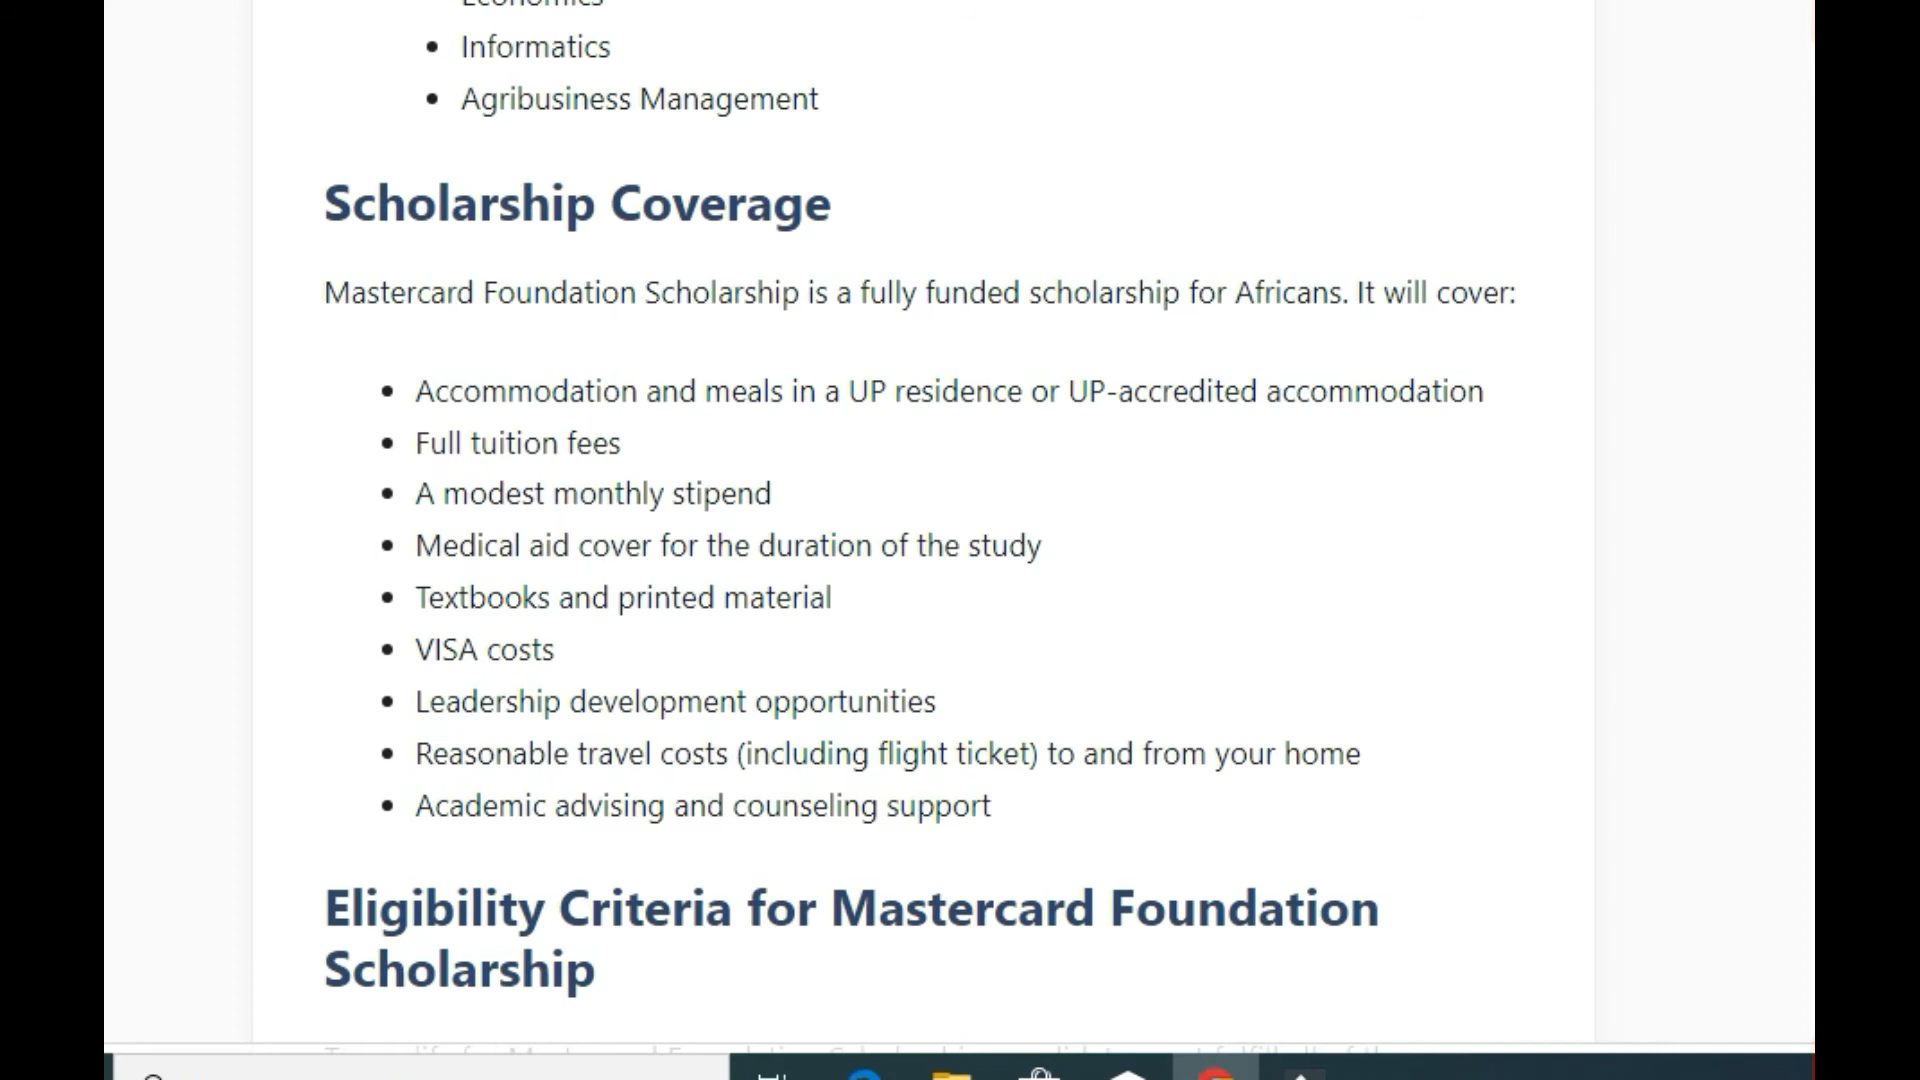 Economics
Informatics
Agribusiness Management
Scholarship Coverage
Mastercard Foundation Scholarship is a fully funded scholarship for Africans. It will cover:
Accommodation and meals in a UP residence or UP-accredited accommodation
Full tuition fees
A modest monthly stipend
Medical aid cover for the duration of the study
Textbooks and printed material
VISA costs
Leadership development opportunities
Reasonable travel costs (including flight ticket) to and from your home
Academic advising and counseling support
Eligibility Criteria for Mastercard Foundation
Scholarship